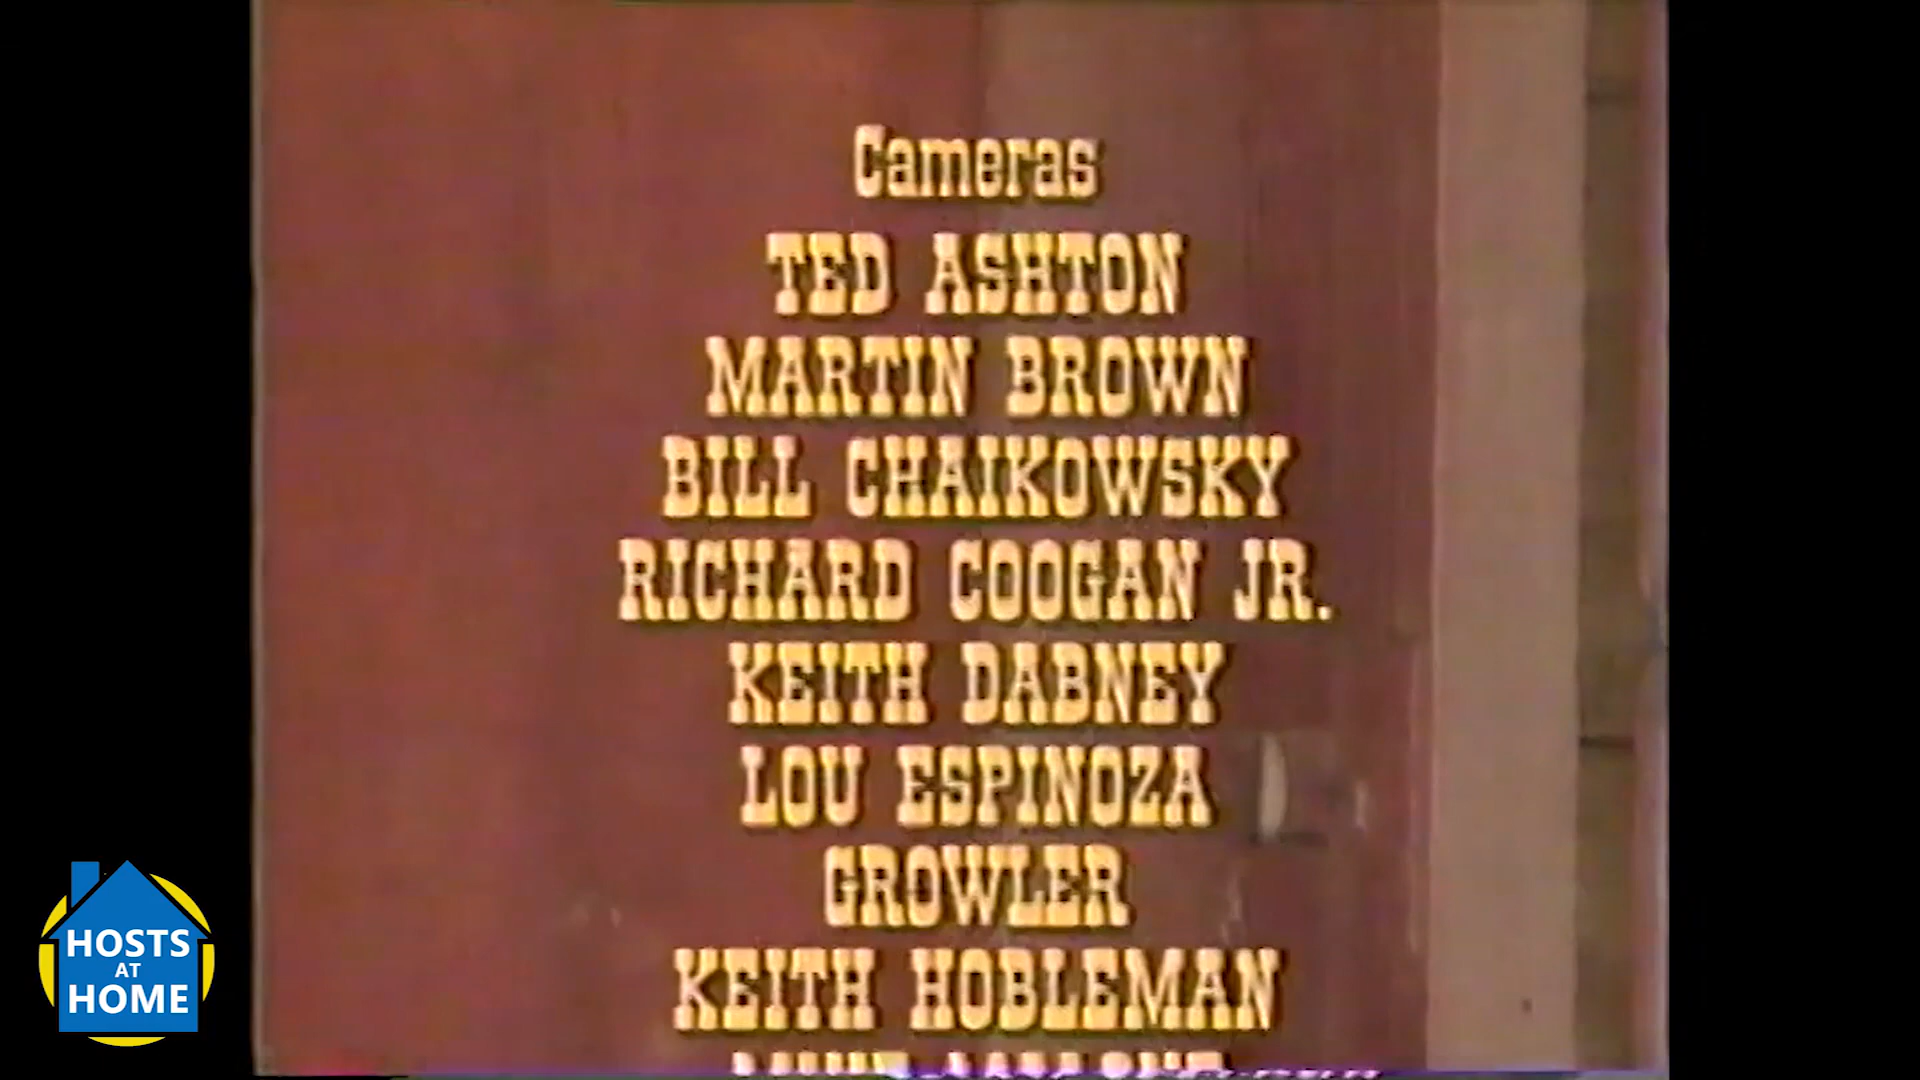 Cameras
TED ASHTON
MARTIN BROWN
BILL CHAIKOWSKY
RICHARD COOGAN JR.
KEITH DABNEY
LOU ESPINOZA
GROWLER
KEITH HOBLEMAN
HOSTS
AT
HOME